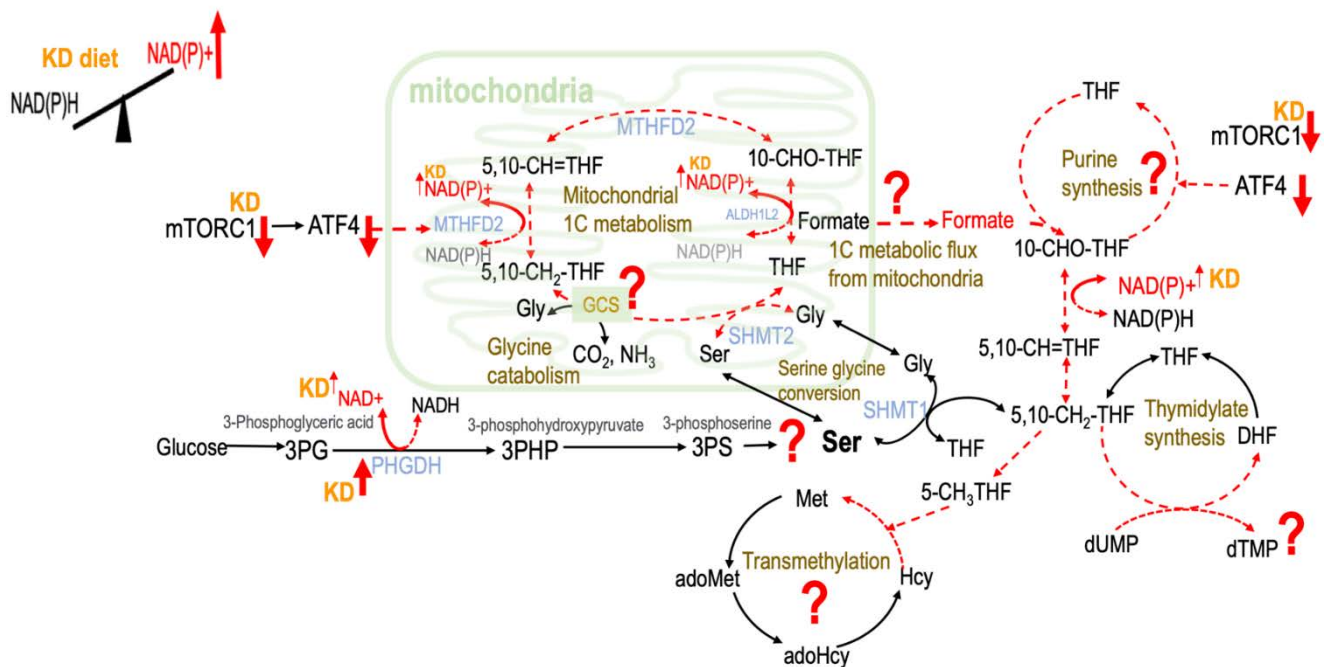 KD diet
NAD(P)+
NAD(P)H
mitochondria
MTHFD2
5,10-CH=THF
10-CHO-THF
KD
NAD(P)+
Mitochondrial
1C metabolism
KD
NAD(P)+
KD
mTORC1
ATF4
MTHFD2
NAD(P)H
ALDH1L2
NAD(P)H
Formate
?
Formate
1C metabolic flux
from mitochondria
5,10-CH2-THF
THF
Gly
GCS
?
Gly
CO2, NH3
Glycine
catabolism
SHMT2
Ser
Serine glycine
conversion
Gly
SHMT1
THF
Purine
synthesis
?
KD
mTORC1
ATF4
10-CHO-THF
NAD(P)+
KD
NAD(P)H
5,10-CH=THF
THF
5,10-CH2-THF
Thymidylate
synthesis
DHF
THF
KD
NAD+
NADH
3-Phosphoglyceric acid
3-phosphohydroxypyruvate
3-phosphoserine
Glucose
3PG
PHGDH
KD
3PHP
3PS
?
Ser
5-CH3THF
dUMP
dTMP
?
Met
adoMet
Transmethylation
?
Hcy
adoHcy